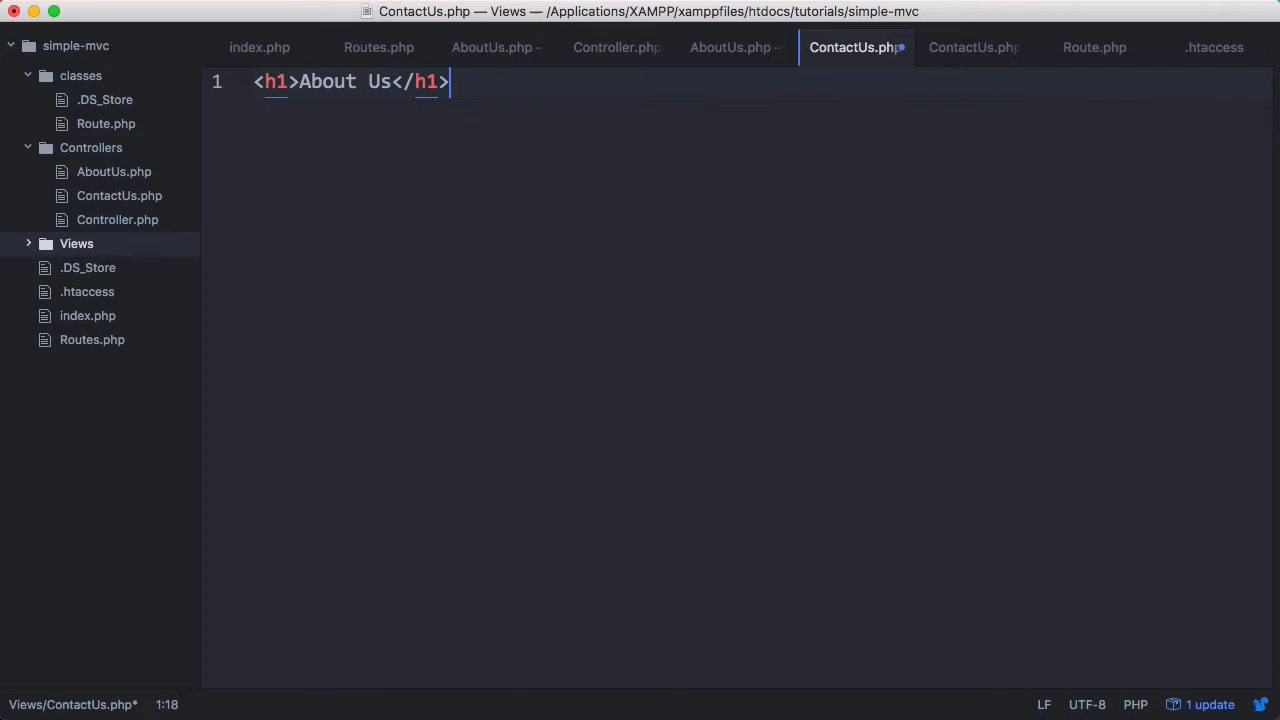 ContactUs.php — Views — /Applications/XAMPP/xamppfiles/htdocs/tutorials/simple-mvc
simple-mvc
index.php Routes.php AboutUs.php – Controller.php AboutUs.php – ContactUs.php ContactUs.php Route.php .htaccess
classes
.DS_Store
Route.php
Controllers
AboutUs.php
ContactUs.php
Controller.php
Views
.DS_Store
.htaccess
index.php
Routes.php
1 <h1>About Us</h1>
Views/ContactUs.php* 1:18 LF UTF-8 PHP 1 update